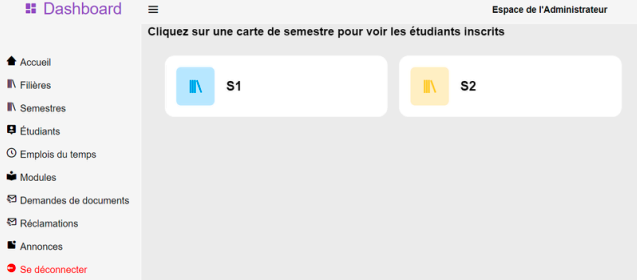 Dashboard
Espace de l'Administrateur
Cliquez sur une carte de semestre pour voir les étudiants inscrits
S1
S2
Accueil
Filières
Semestres
Étudiants
Emplois du temps
Modules
Demandes de documents
Réclamations
Annonces
Se déconnecter